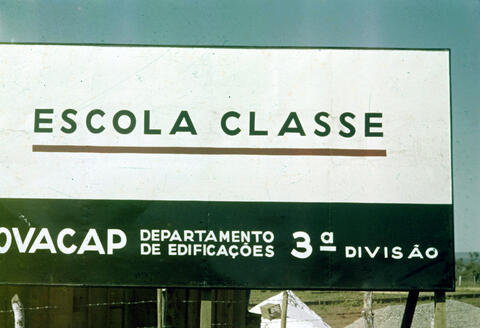 ESCOLA CLASSE
OVACAP DEPARTAMENTO DE EDIFICAÇÕES 3ª DIVISÃO